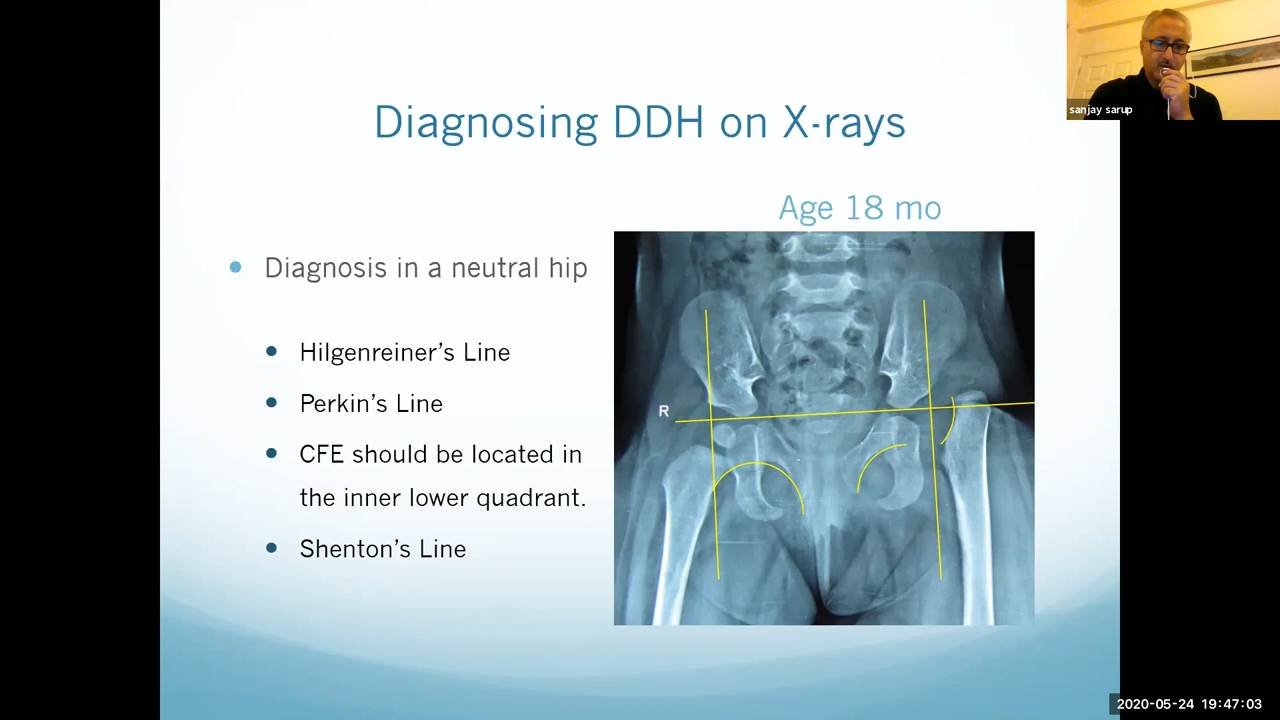 sanjay sarup
Diagnosing DDH on X-rays
Age 18 mo
Diagnosis in a neutral hip
Hilgenreiner’s Line
Perkin’s Line
CFE should be located in
the inner lower quadrant.
Shenton’s Line
R
2020-05-24 19:47:03